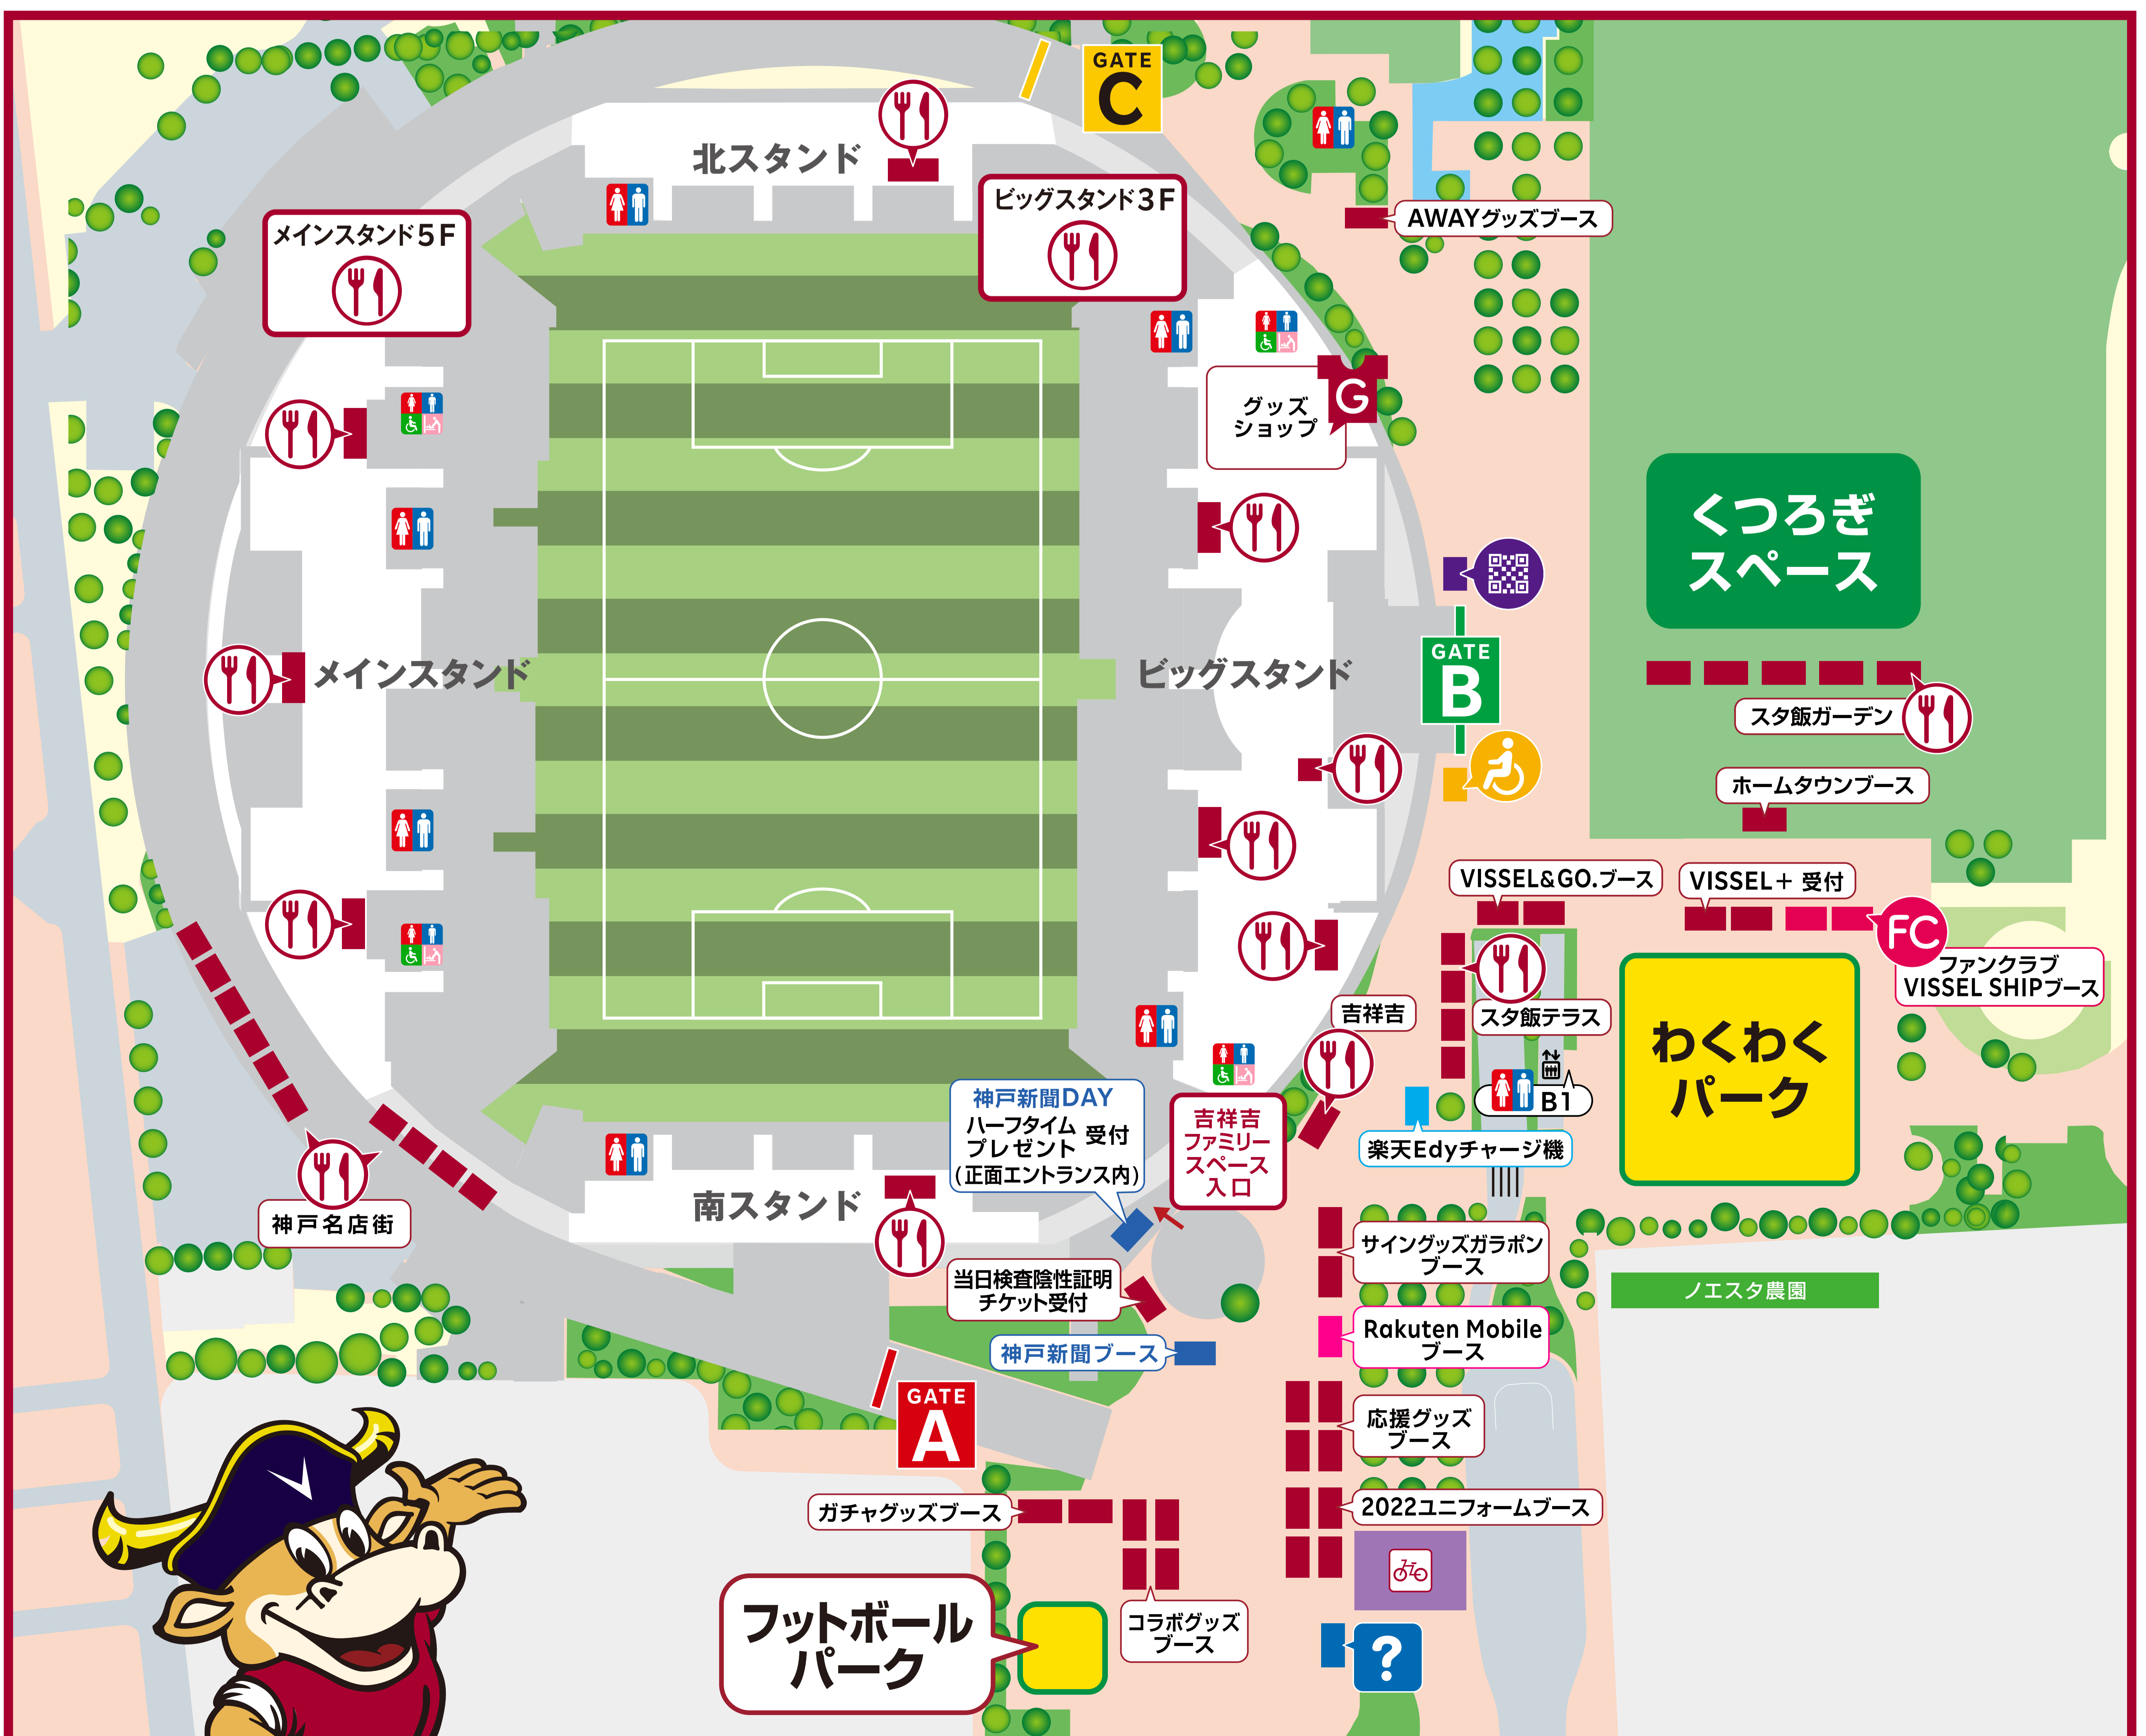 GATE
C
北スタンド
ビッグスタンド3F
メインスタンド5F
AWAYグッズブース
グッズ
ショップ
G
くつろぎ
スペース
メインスタンド
ビッグスタンド
GATE
B
スタ飯ガーデン
ホームタウンブース
VISSEL&GO.ブース
VISSEL＋ 受付
FC
ファンクラブ
VISSEL SHIPブース
スタ飯テラス
わくわく
パーク
吉祥吉
B1
楽天Edyチャージ機
神戸新聞DAY
ハーフタイム
プレゼント 受付
(正面エントランス内)
吉祥吉
ファミリー
スペース
入口
南スタンド
神戸名店街
当日検査陰性証明
チケット受付
神戸新聞ブース
サイングッズガラポン
ブース
ノエスタ農園
Rakuten Mobile
ブース
GATE
A
応援グッズ
ブース
ガチャグッズブース
2022ユニフォームブース
フットボール
パーク
コラボグッズ
ブース
?